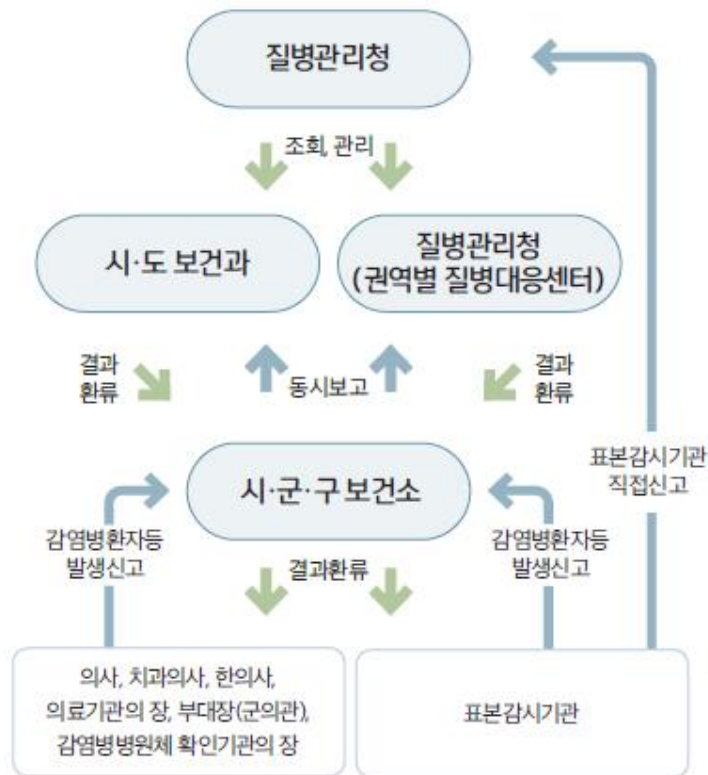 질병관리청
조회, 관리
시·도 보건과
질병관리청
(권역별 질병대응센터)
결과
환류
동시보고
결과
환류
표본감시기관
직접신고
시·군·구 보건소
감염병환자등
발생신고
결과환류
감염병환자등
발생신고
의사, 치과의사, 한의사,
의료기관의 장, 부대장(군의관),
감염병병원체 확인기관의 장
표본감시기관